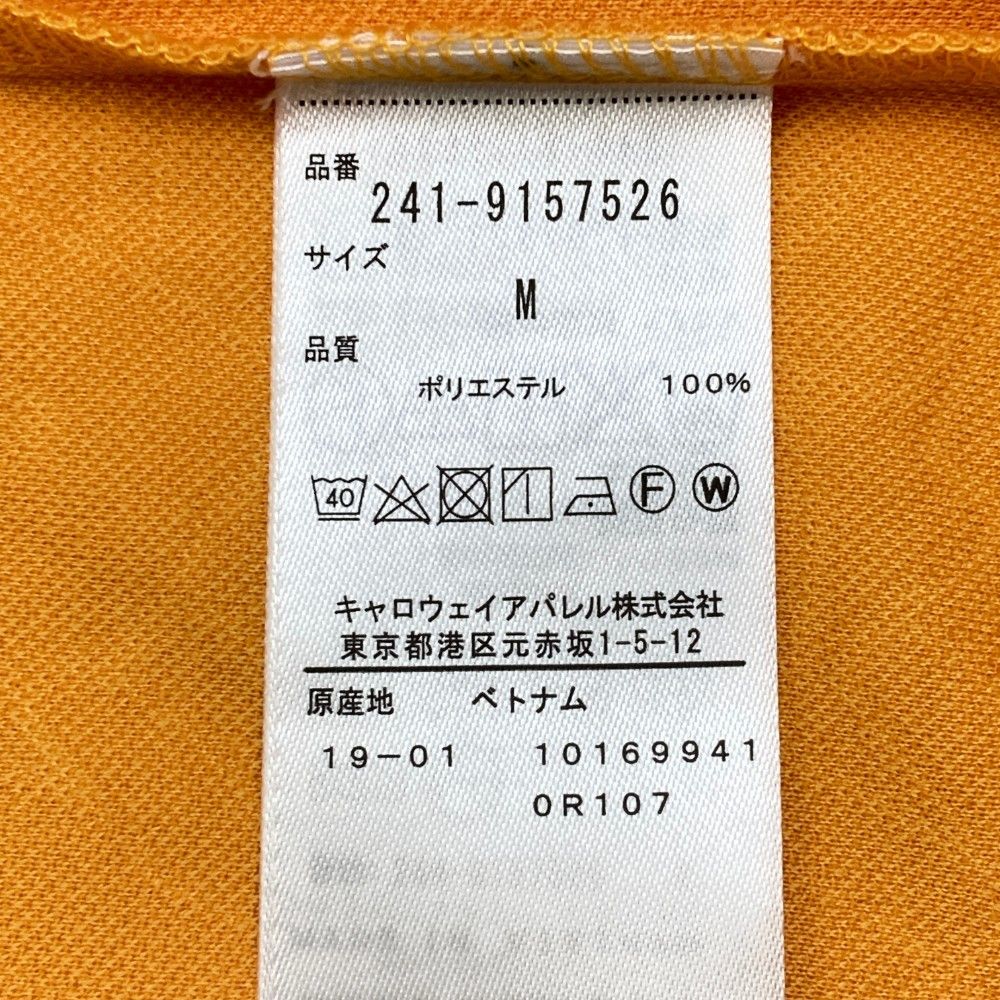 品番
241-9157526
サイズ
M
品質
ポリエステル 100%
40 F W
キャロウェイアパレル株式会社
東京都港区元赤坂1-5-12
原産地 ベトナム
19-01 10169941
OR107